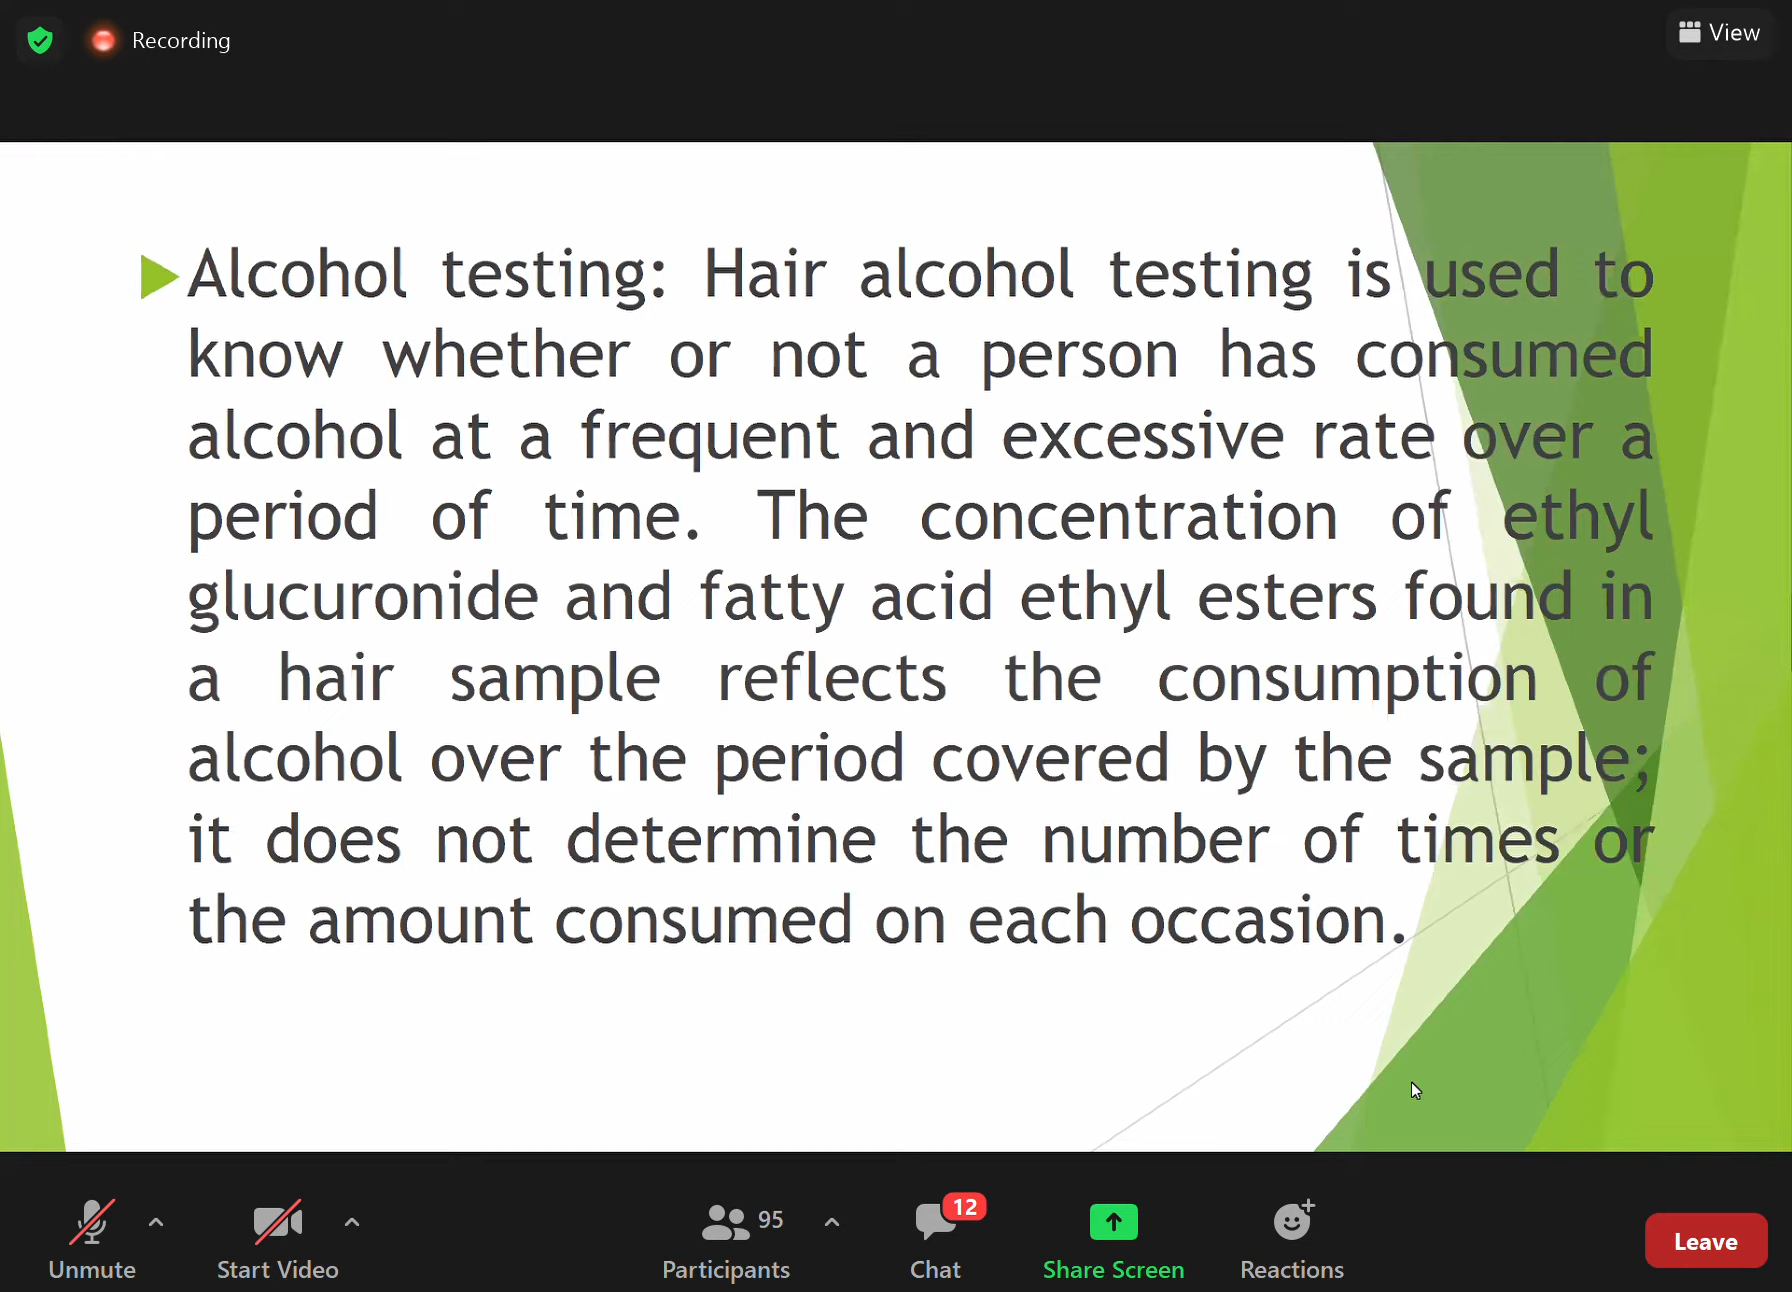 Recording
View
Alcohol testing: Hair alcohol testing is used to
know whether or not a person has consumed
alcohol at a frequent and excessive rate over a
period of time. The concentration of ethyl
glucuronide and fatty acid ethyl esters found in
a hair sample reflects the consumption of
alcohol over the period covered by the sample;
it does not determine the number of times or
the amount consumed on each occasion.
95
12
Unmute
Start Video
Participants
Chat
Share Screen
Reactions
Leave